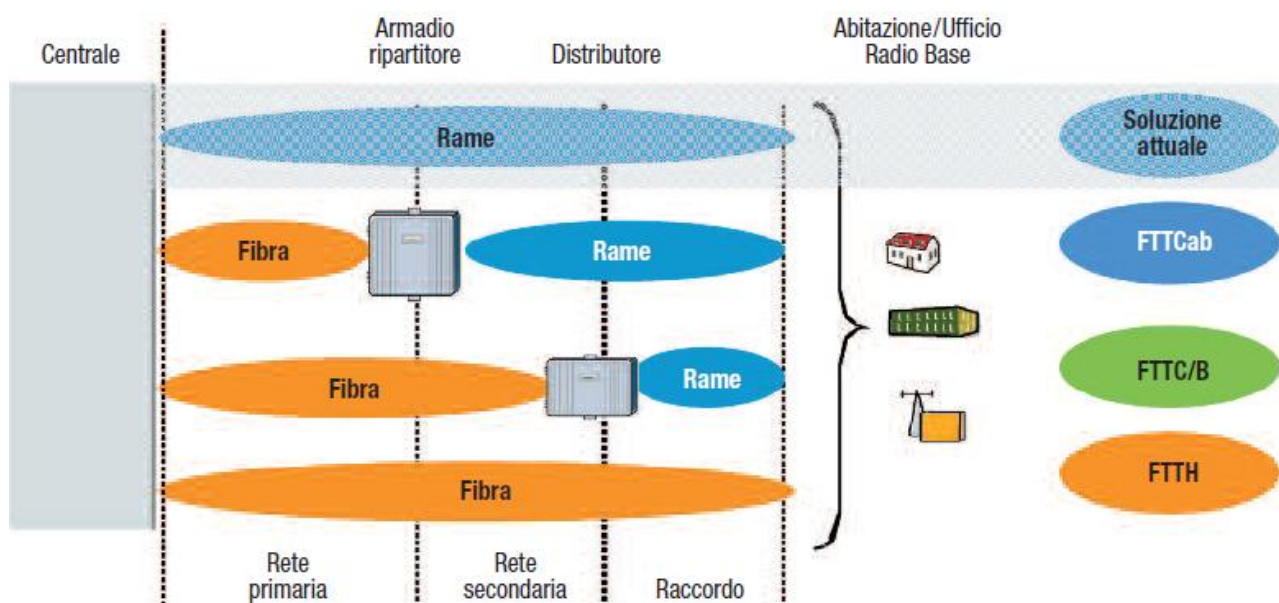 Centrale
Armadio
ripartitore
Distributore
Abitazione/Ufficio
Radio Base
Rame
Soluzione
attuale
Fibra
Rame
FTTCab
Fibra
Rame
FTTC/B
Fibra
FTTH
Rete
primaria
Rete
secondaria
Raccordo